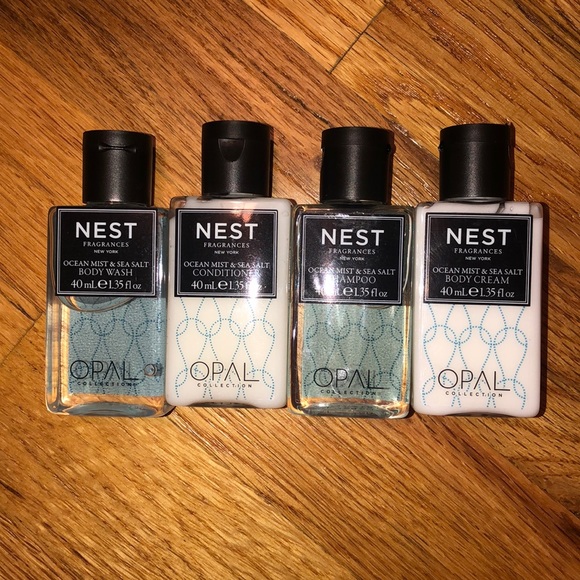 NEST
FRAGRANCES
NEW YORK
OCEAN MIST & SEA SALT
BODY WASH
40 mL ℮ 1.35 fl oz
OPAL
COLLECTION
NEST
FRAGRANCES
NEW YORK
OCEAN MIST & SEA SALT
CONDITIONER
40 mL ℮ 1.35 fl oz
OPAL
COLLECTION
NEST
FRAGRANCES
NEW YORK
OCEAN MIST & SEA SALT
SHAMPOO
40 mL ℮ 1.35 fl oz
OPAL
COLLECTION
NEST
FRAGRANCES
NEW YORK
OCEAN MIST & SEA SALT
BODY CREAM
40 mL ℮ 1.35 fl oz
OPAL
COLLECTION